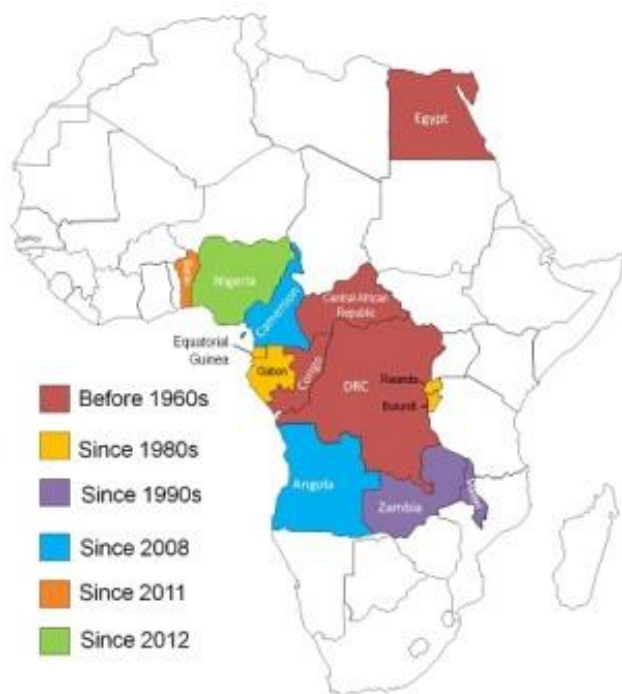 Egypt
Nigeria
Cameroon
Central African
Republic
Equatorial
Guinea
Gabon
Congo
DRC
Rwanda
Burundi
Angola
Zambia
Before 1960s
Since 1980s
Since 1990s
Since 2008
Since 2011
Since 2012